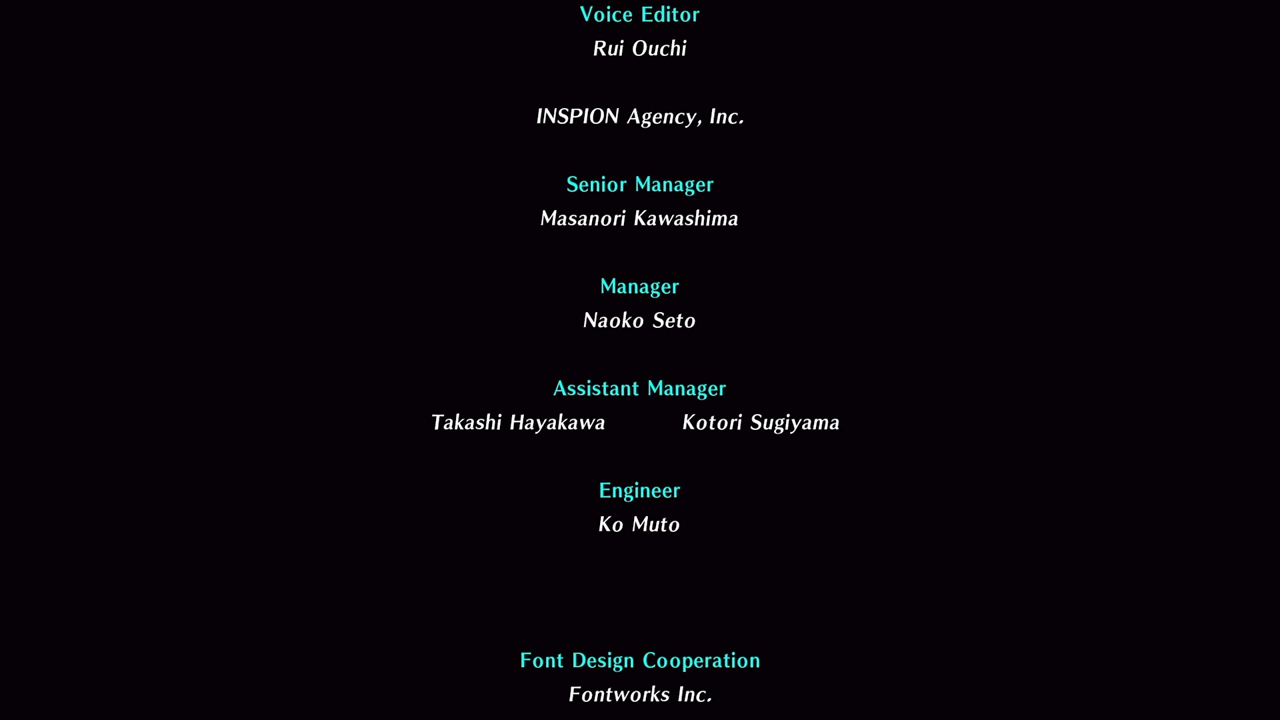 Voice Editor
Rui Ouchi
INSPION Agency, Inc.
Senior Manager
Masanori Kawashima
Manager
Naoko Seto
Assistant Manager
Takashi Hayakawa Kotori Sugiyama
Engineer
Ko Muto
Font Design Cooperation
Fontworks Inc.